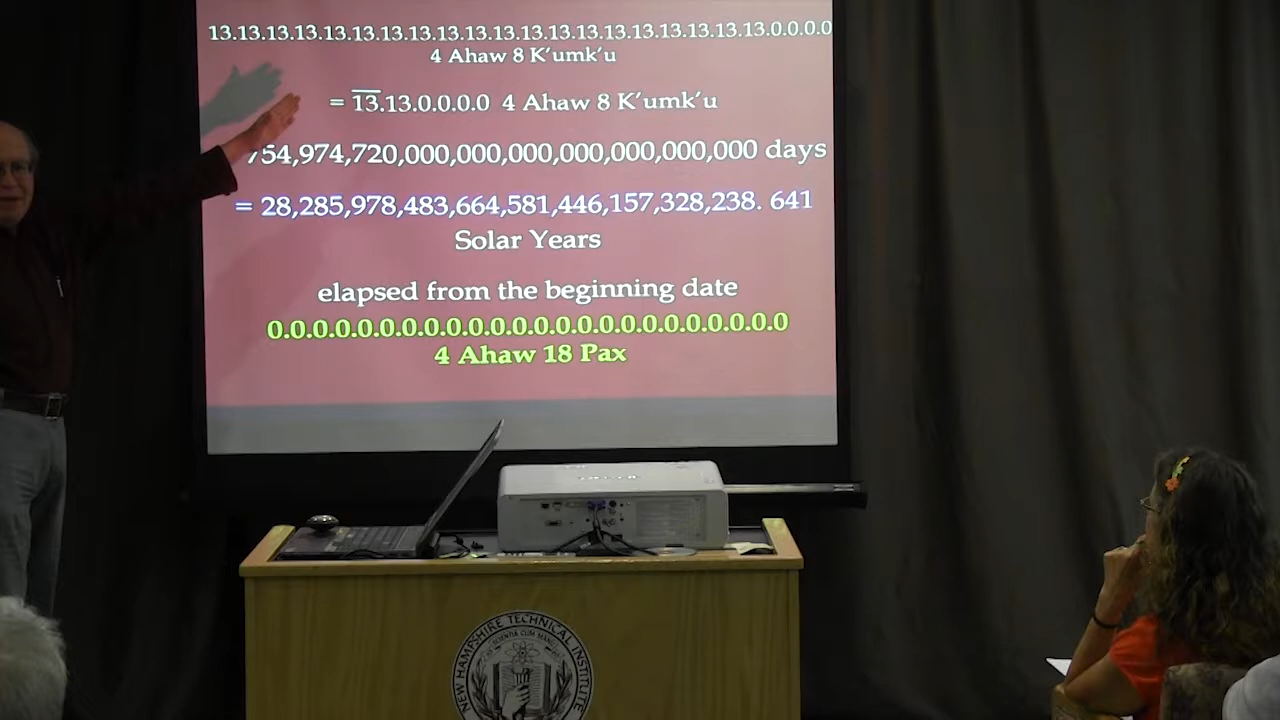 13.13.13.13.13.13.13.13.13.13.13.13.13.13.13.13.13.13.13.13.0.0.0.0
4 Ahaw 8 K'umk'u
= 13.13.0.0.0.0 4 Ahaw 8 K'umk'u
754,974,720,000,000,000,000,000,000,000 days
= 28,285,978,483,664,581,446,157,328,238. 641
Solar Years
elapsed from the beginning date
0.0.0.0.0.0.0.0.0.0.0.0.0.0.0.0.0.0.0.0.0.0.0.0
4 Ahaw 18 Pax
NEW HAMPSHIRE TECHNICAL INSTITUTE